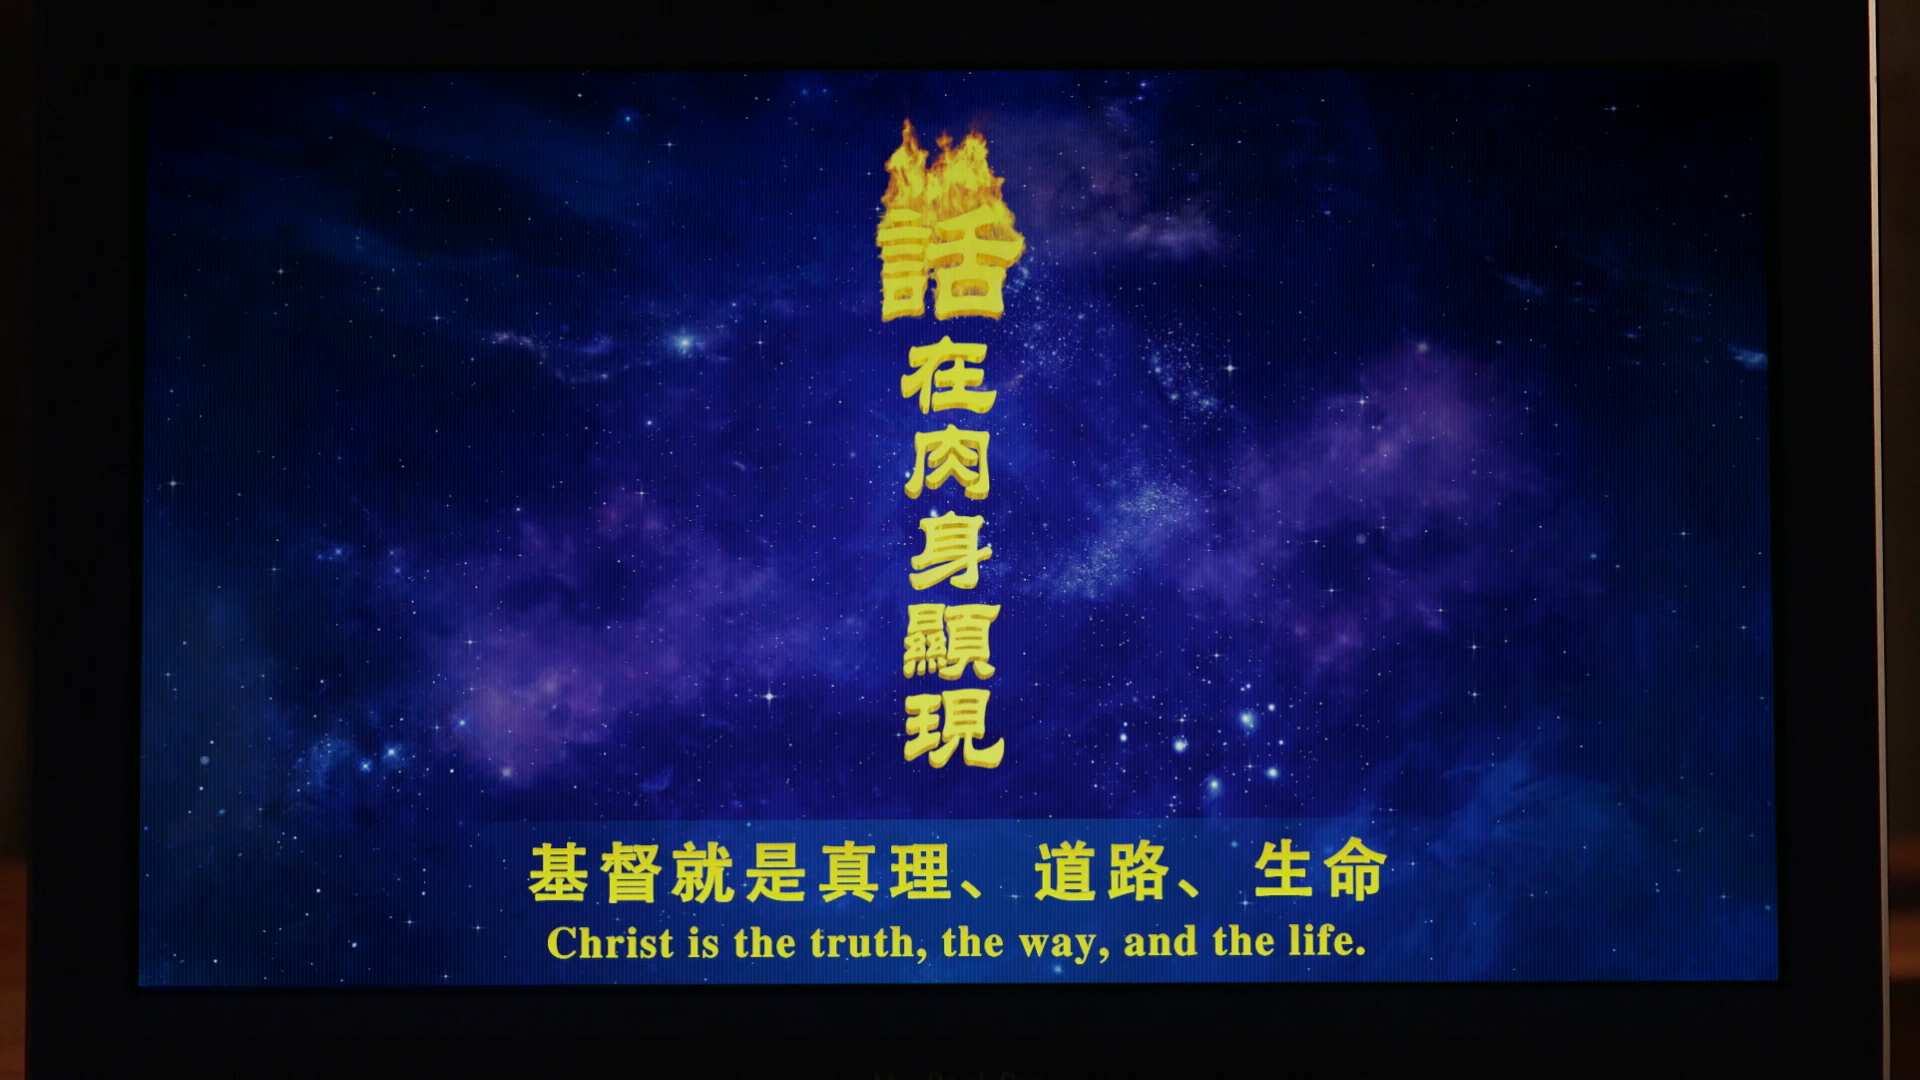 話在肉身顯現
基督就是真理、道路、生命
Christ is the truth, the way, and the life.